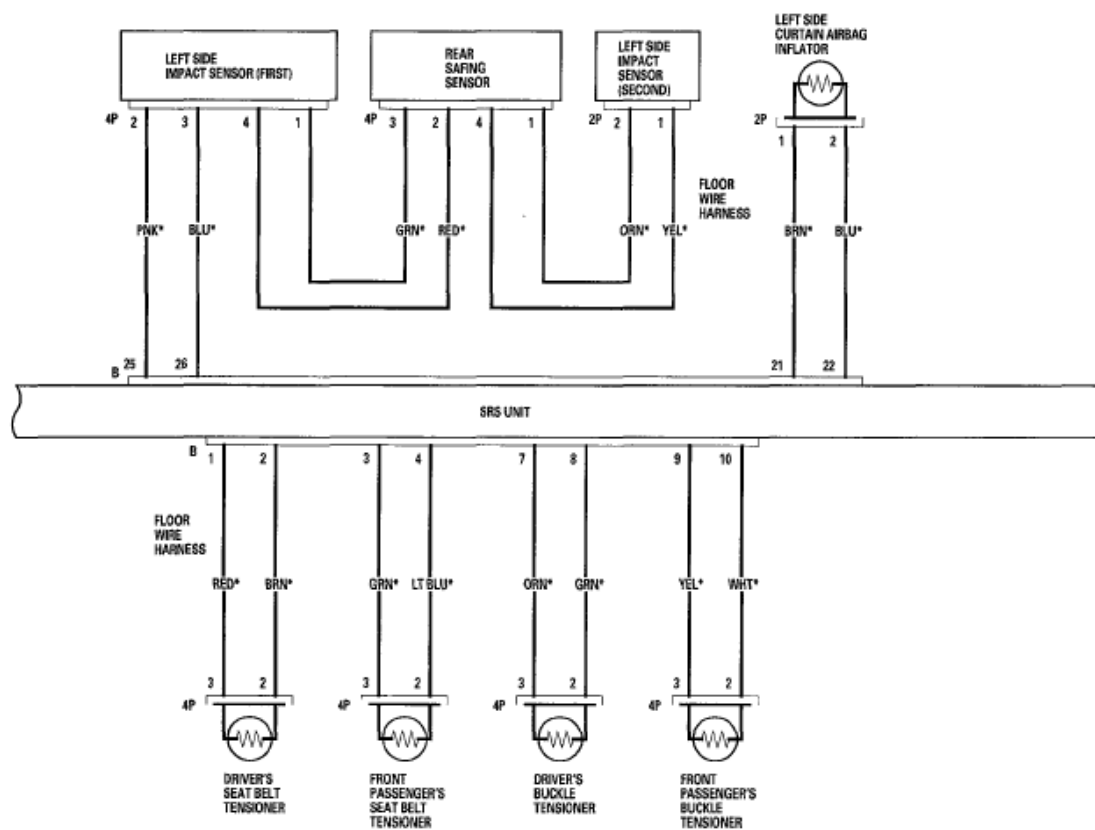 LEFT SIDE
IMPACT SENSOR (FIRST)
REAR
SAFING
SENSOR
LEFT SIDE
IMPACT
SENSOR
(SECOND)
LEFT SIDE
CURTAIN AIRBAG
INFLATOR
4P 2 3 4 1
4P 3 2 4 1
2P 2 1
2P 1 2
FLOOR
WIRE
HARNESS
PNK* BLU* GRN* RED* ORN* YEL* BRN* BLU*
B 25 26 21 22
SRS UNIT
B 1 2 3 4 7 8 9 10
FLOOR
WIRE
HARNESS
RED* BRN* GRN* LT BLU* ORN* GRN* YEL* WHT*
4P 3 2
4P 3 2
4P 3 2
4P 3 2
DRIVER'S
SEAT BELT
TENSIONER
FRONT
PASSENGER'S
SEAT BELT
TENSIONER
DRIVER'S
BUCKLE
TENSIONER
FRONT
PASSENGER'S
BUCKLE
TENSIONER